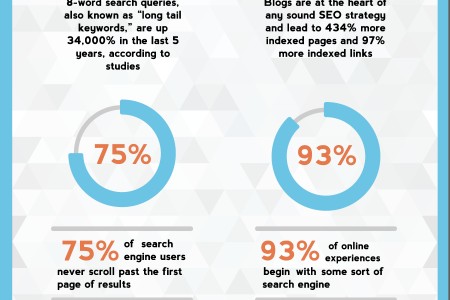 8-word search queries,
also known as "long tail
keywords," are up
34,000% in the last 5
years, according to
studies
Blogs are at the heart of
any sound SEO strategy
and lead to 434% more
indexed pages and 97%
more indexed links
75%
93%
75% of search
engine users
never scroll past the first
page of results
93% of online
experiences
begin with some sort of
search engine